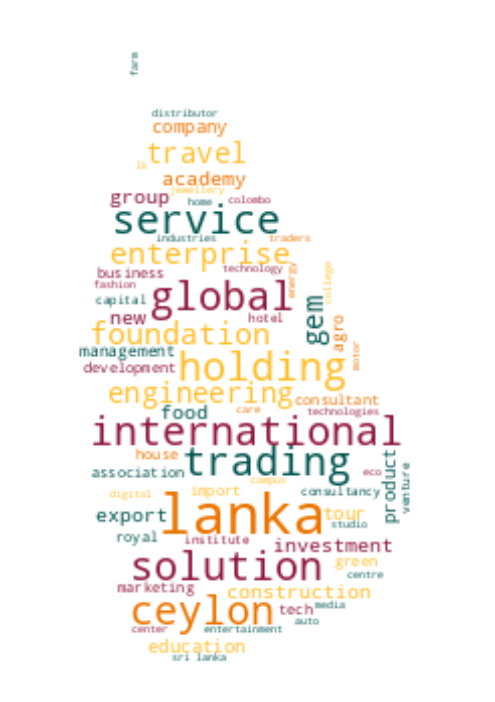 farm
distributor
company
travel
lk
academy
jewellery
group home colombo
service
industries traders
enterprise
business technology energy college
fashion
capital global gem
new hotel
foundation agro
management motor
development holding
engineering consultant
food care technologies
international
house trading product
association eco venture
campus
digital import consultancy
export lanka tour
studio
royal institute investment
solution green
centre
marketing construction
ceylon tech media
auto
center entertainment
education
sri lanka